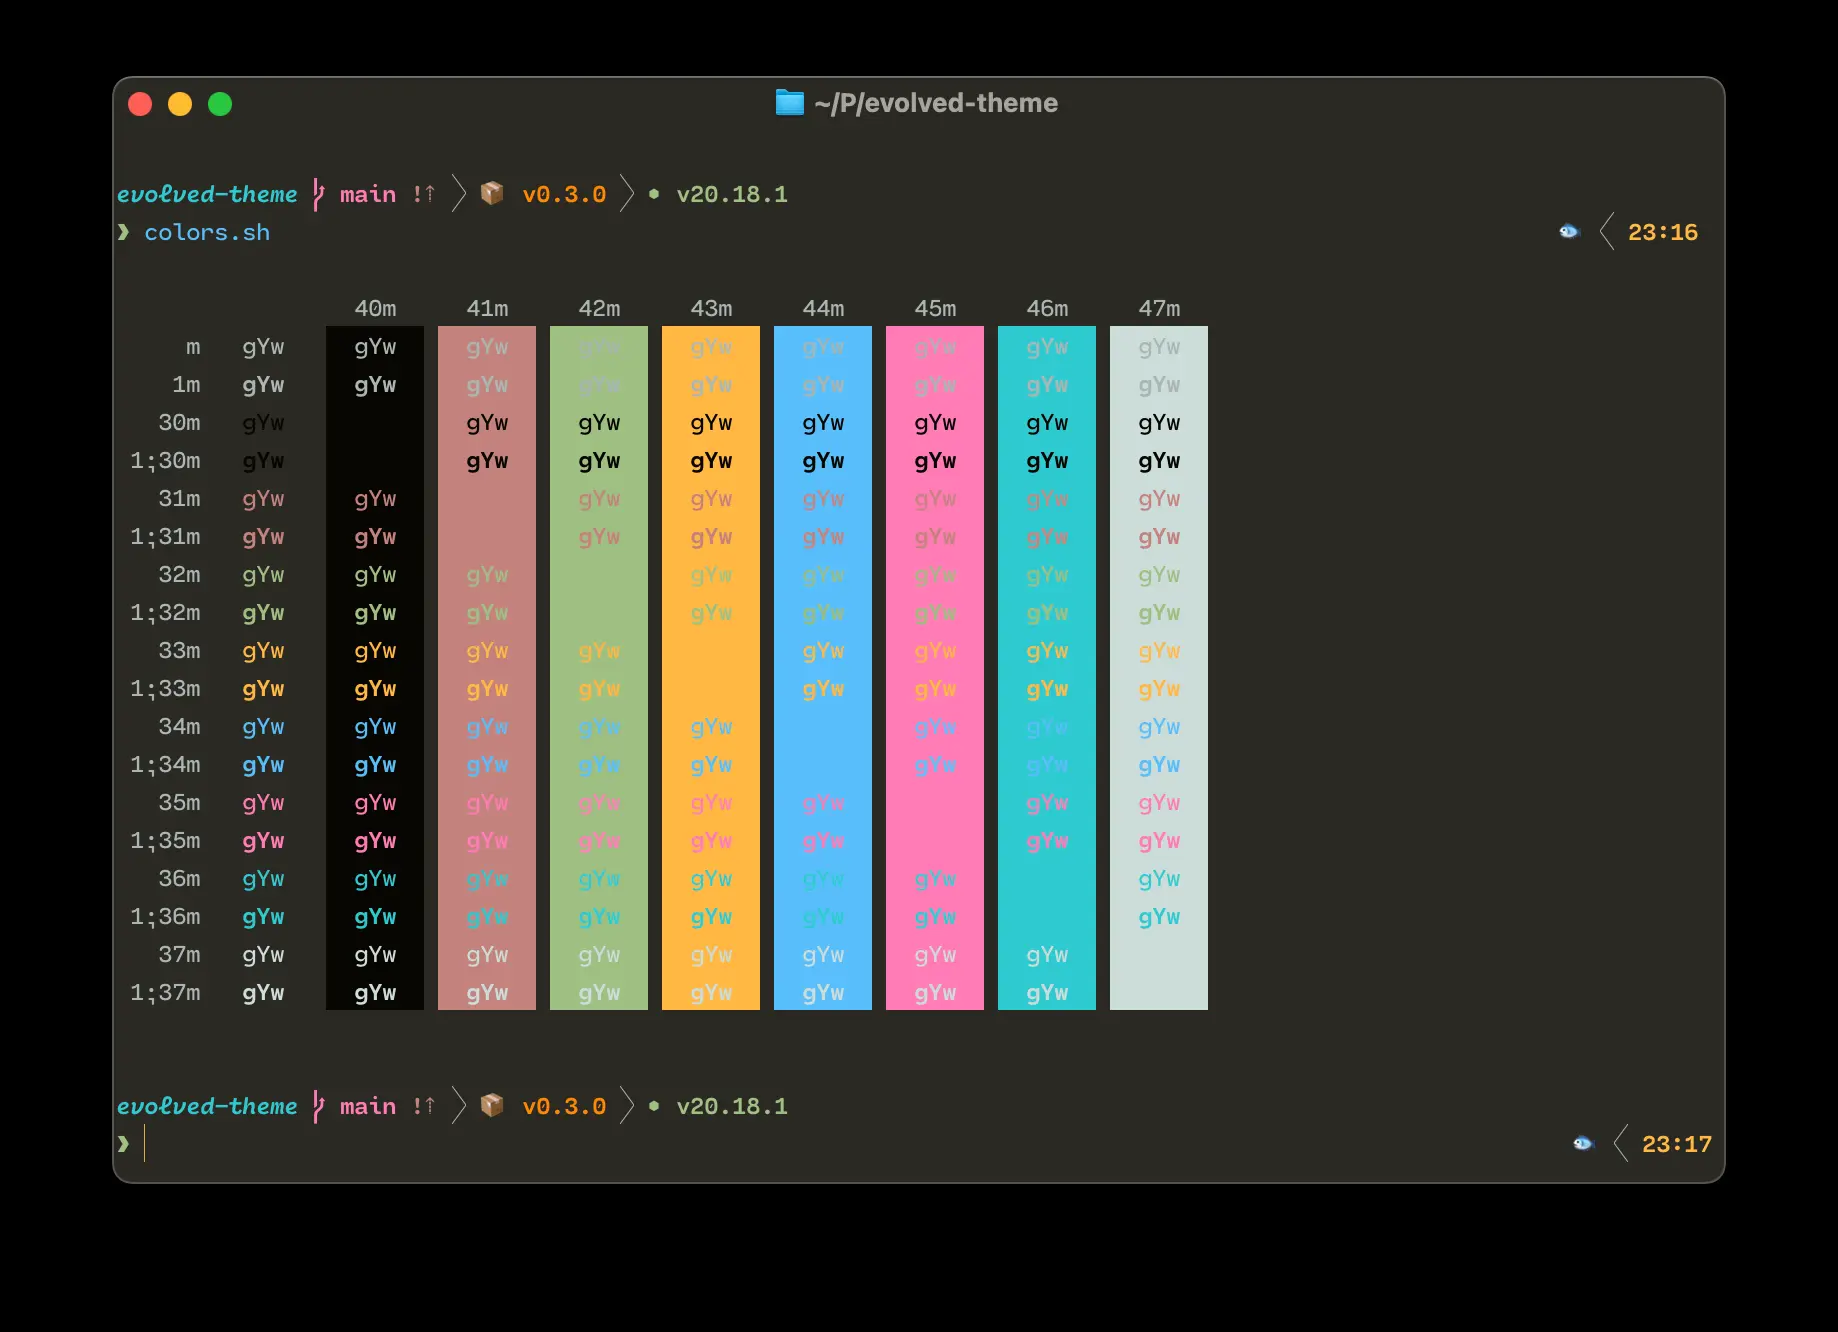 ~/P/evolved-theme
evolved-theme main !⇡ v0.3.0 v20.18.1
❯ colors.sh 23:16
40m 41m 42m 43m 44m 45m 46m 47m
m gYw gYw gYw gYw gYw gYw gYw gYw gYw
1m gYw gYw gYw gYw gYw gYw gYw gYw gYw
30m gYw gYw gYw gYw gYw gYw gYw gYw
1;30m gYw gYw gYw gYw gYw gYw gYw gYw
31m gYw gYw gYw gYw gYw gYw gYw gYw
1;31m gYw gYw gYw gYw gYw gYw gYw gYw
32m gYw gYw gYw gYw gYw gYw gYw gYw
1;32m gYw gYw gYw gYw gYw gYw gYw gYw
33m gYw gYw gYw gYw gYw gYw gYw gYw
1;33m gYw gYw gYw gYw gYw gYw gYw gYw
34m gYw gYw gYw gYw gYw gYw gYw gYw
1;34m gYw gYw gYw gYw gYw gYw gYw gYw
35m gYw gYw gYw gYw gYw gYw gYw gYw
1;35m gYw gYw gYw gYw gYw gYw gYw gYw
36m gYw gYw gYw gYw gYw gYw gYw gYw
1;36m gYw gYw gYw gYw gYw gYw gYw gYw
37m gYw gYw gYw gYw gYw gYw gYw gYw
1;37m gYw gYw gYw gYw gYw gYw gYw gYw
evolved-theme main !⇡ v0.3.0 v20.18.1
❯ 23:17